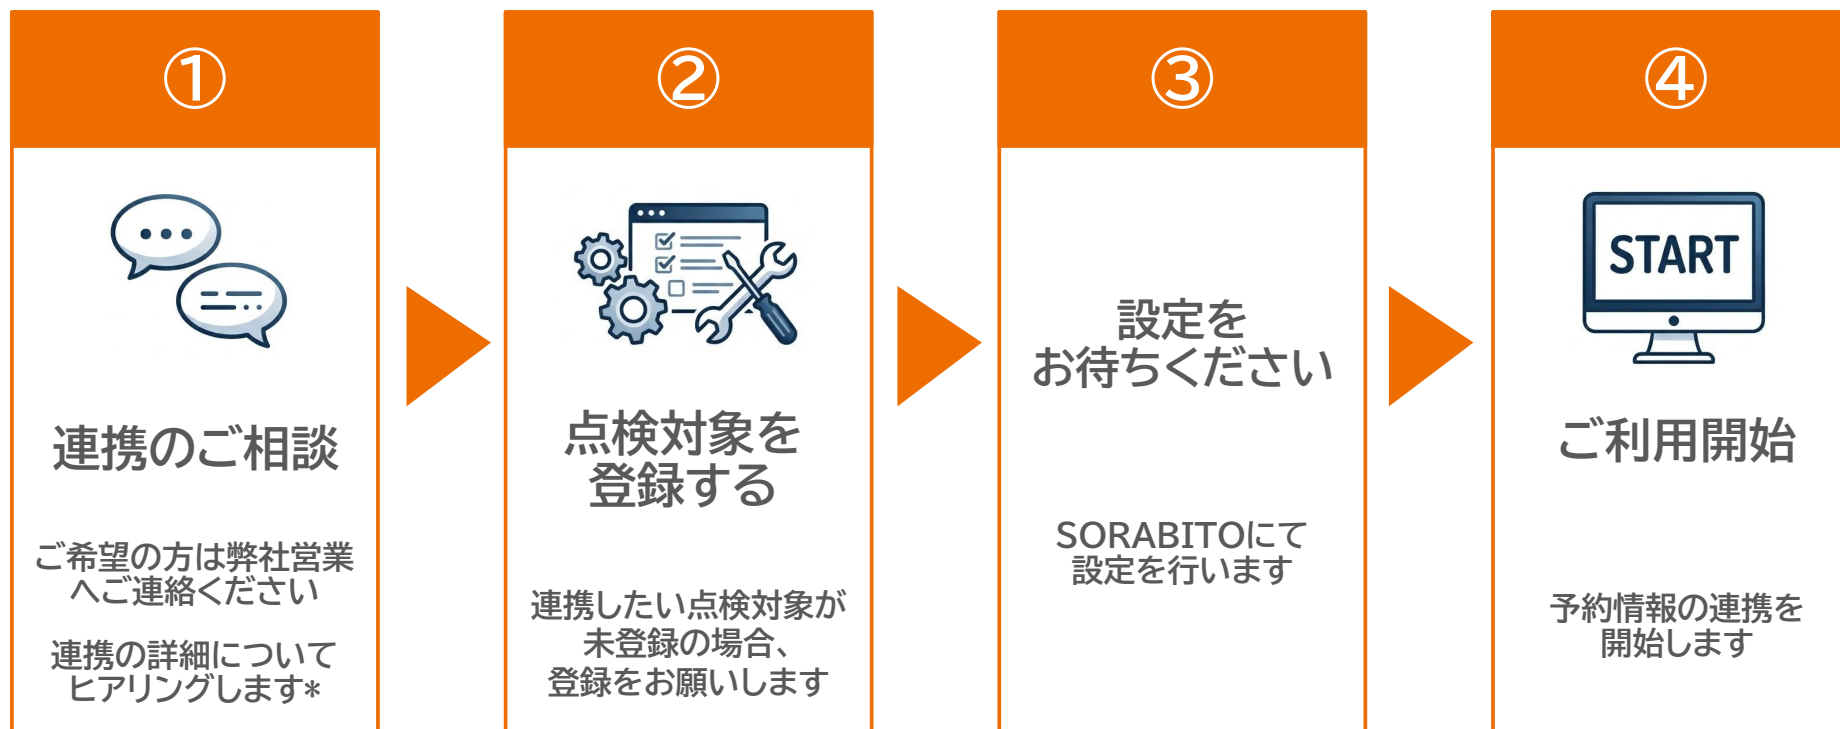 ①
連携のご相談
ご希望の方は弊社営業
へご連絡ください
連携の詳細について
ヒアリングします*
②
点検対象を
登録する
連携したい点検対象が
未登録の場合、
登録をお願いします
③
設定を
お待ちください
SORABITOにて
設定を行います
④
START
ご利用開始
予約情報の連携を
開始します